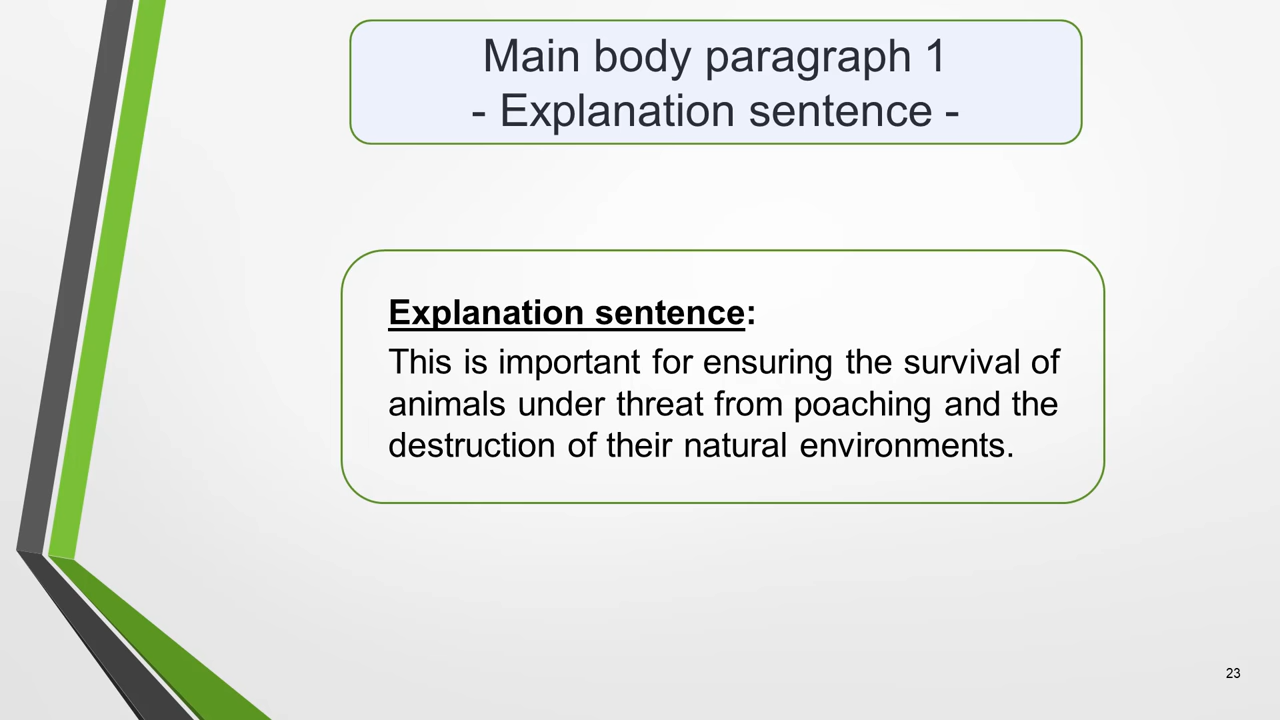 Main body paragraph 1
- Explanation sentence -
Explanation sentence:
This is important for ensuring the survival of
animals under threat from poaching and the
destruction of their natural environments.
23